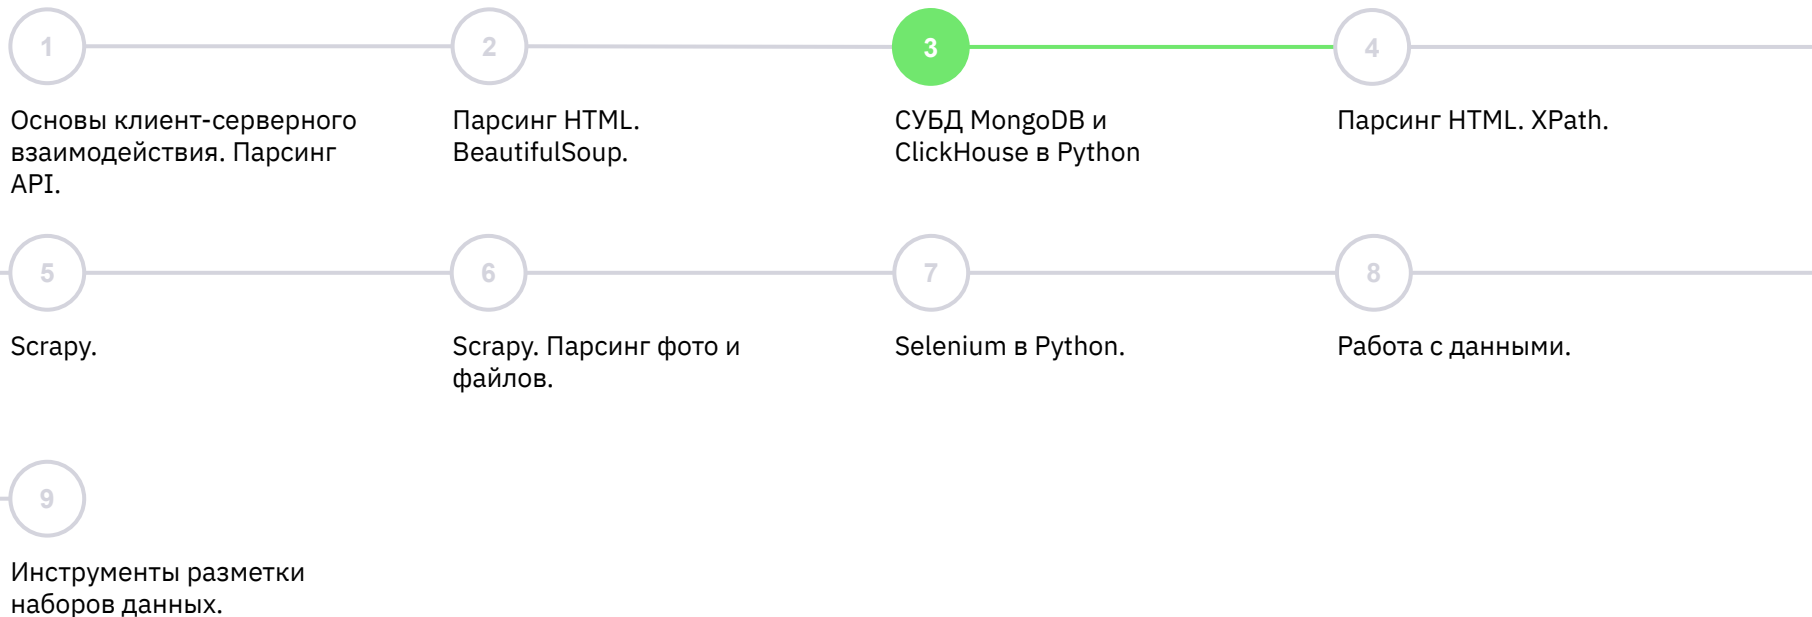 1
2
3
4
Основы клиент-серверного
взаимодействия. Парсинг
API.
Парсинг HTML.
BeautifulSoup.
СУБД MongoDB и
ClickHouse в Python
Парсинг HTML. XPath.
5
6
7
8
Scrapy.
Scrapy. Парсинг фото и
файлов.
Selenium в Python.
Работа с данными.
9
Инструменты разметки
наборов данных.